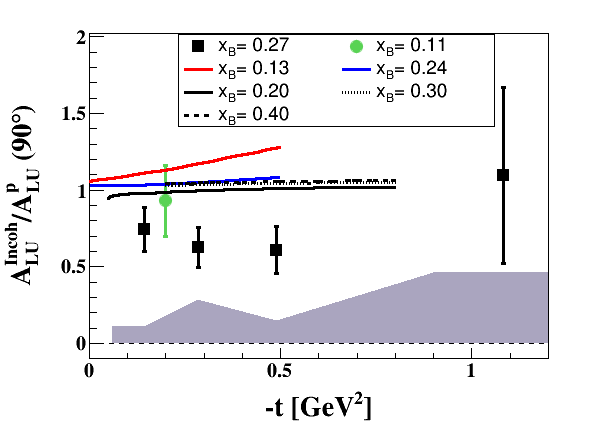 2
x_B= 0.27 x_B= 0.11
x_B= 0.13 x_B= 0.24
x_B= 0.20 x_B= 0.30
x_B= 0.40
1.5
1
0.5
0
A_LU^Incoh/A_LU^p (90°)
0 0.5 1
-t [GeV²]